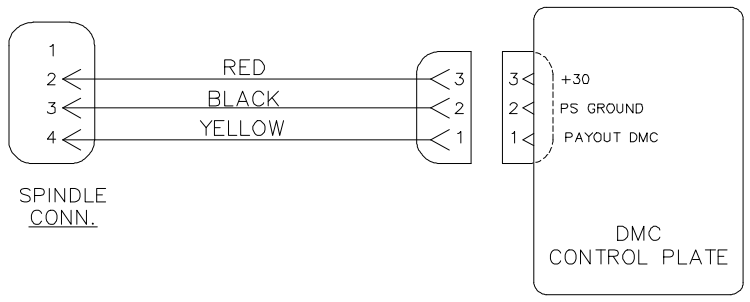 1
2 RED 3 3 +30
3 BLACK 2 2 PS GROUND
4 YELLOW 1 1 PAYOUT DMC
SPINDLE
CONN.
DMC
CONTROL PLATE